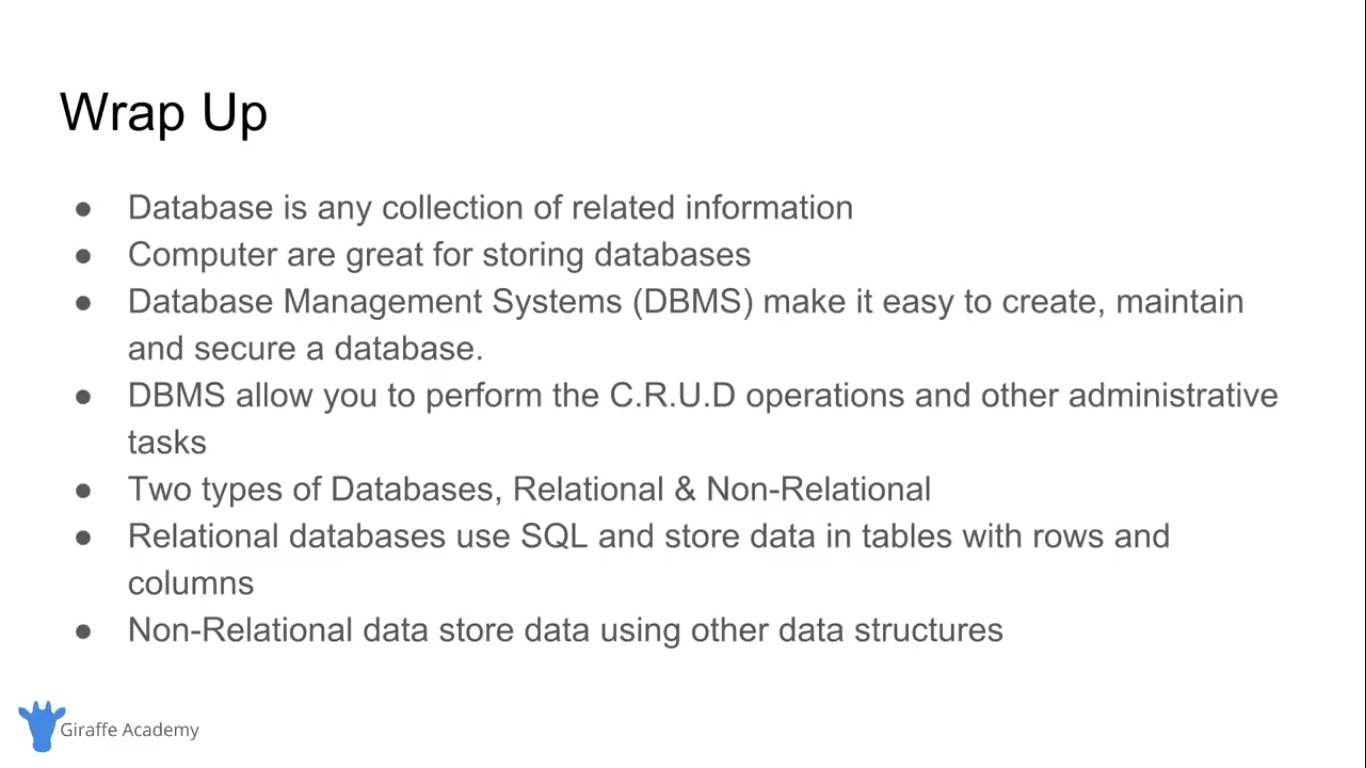 Wrap Up
● Database is any collection of related information
● Computer are great for storing databases
● Database Management Systems (DBMS) make it easy to create, maintain
and secure a database.
● DBMS allow you to perform the C.R.U.D operations and other administrative
tasks
● Two types of Databases, Relational & Non-Relational
● Relational databases use SQL and store data in tables with rows and
columns
● Non-Relational data store data using other data structures
Giraffe Academy